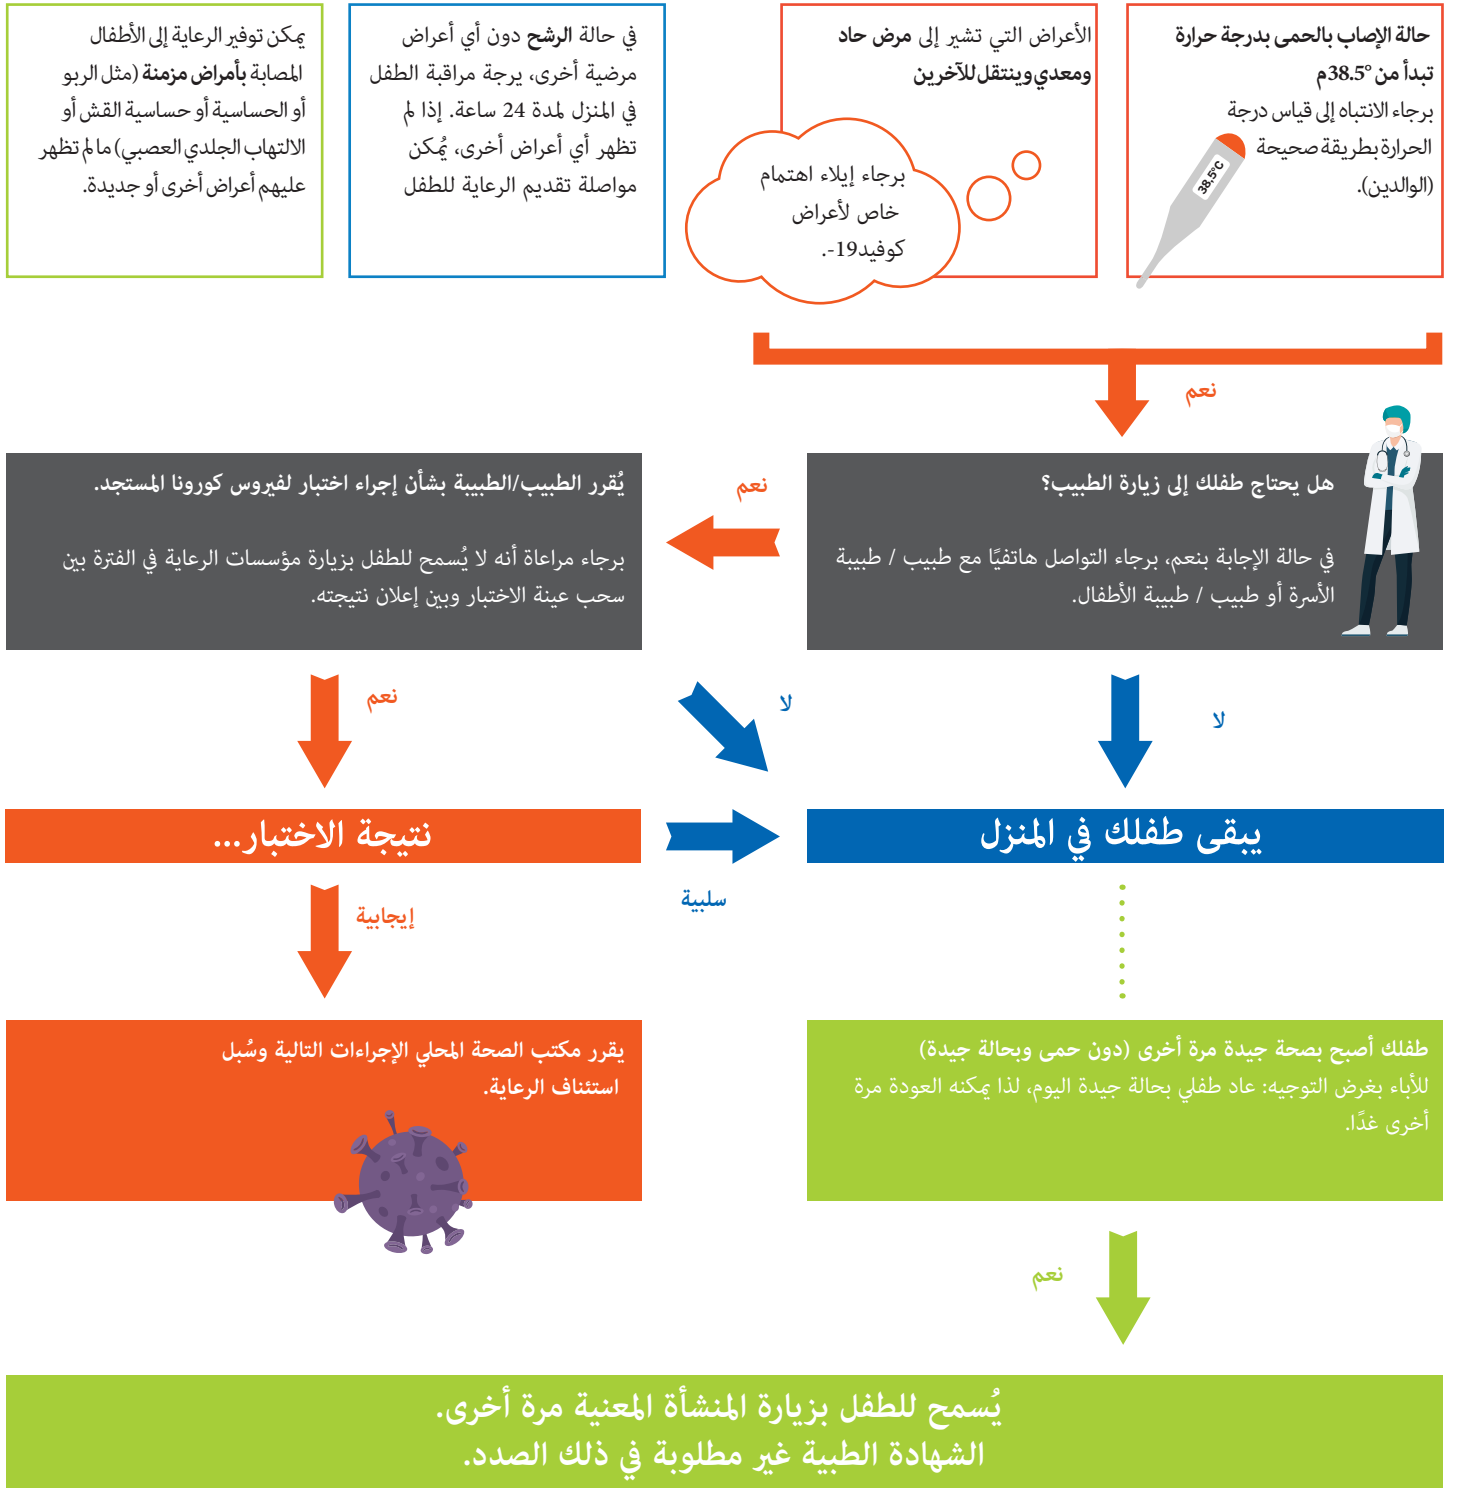 حالة الإصاب بالحمى بدرجة حرارة
تبدأ من 38.5°م
برجاء الانتباه إلى قياس درجة
الحرارة بطريقة صحيحة
(الوالدين).
38,5°C
الأعراض التي تشير إلى مرض حاد
ومعدي وينتقل للآخرين
برجاء إيلاء اهتمام
خاص لأعراض
كوفيد19-.
في حالة الرشح دون أي أعراض
مرضية أخرى، يرجة مراقبة الطفل
في المنزل لمدة 24 ساعة. إذا لم
تظهر أي أعراض أخرى، يُمكن
مواصلة تقديم الرعاية للطفل
يمكن توفير الرعاية إلى الأطفال
المصابة بأمراض مزمنة (مثل الربو
أو الحساسية أو حساسية القش أو
الالتهاب الجلدي العصبي) ما لم تظهر
عليهم أعراض أخرى أو جديدة.
نعم
هل يحتاج طفلك إلى زيارة الطبيب؟
في حالة الإجابة بنعم، برجاء التواصل هاتفيًا مع طبيب / طبيبة
الأسرة أو طبيب / طبيبة الأطفال.
نعم
يُقرر الطبيب/الطبيبة بشأن إجراء اختبار لفيروس كورونا المستجد.
برجاء مراعاة أنه لا يُسمح للطفل بزيارة مؤسسات الرعاية في الفترة بين
سحب عينة الاختبار وبين إعلان نتيجته.
لا
لا
نعم
يبقى طفلك في المنزل
نتيجة الاختبار...
سلبية
إيجابية
طفلك أصبح بصحة جيدة مرة أخرى (دون حمى وبحالة جيدة)
للأباء بغرض التوجيه: عاد طفلي بحالة جيدة اليوم، لذا يمكنه العودة مرة
أخرى غدًا.
يقرر مكتب الصحة المحلي الإجراءات التالية وسُبل
استئناف الرعاية.
نعم
يُسمح للطفل بزيارة المنشأة المعنية مرة أخرى.
الشهادة الطبية غير مطلوبة في ذلك الصدد.